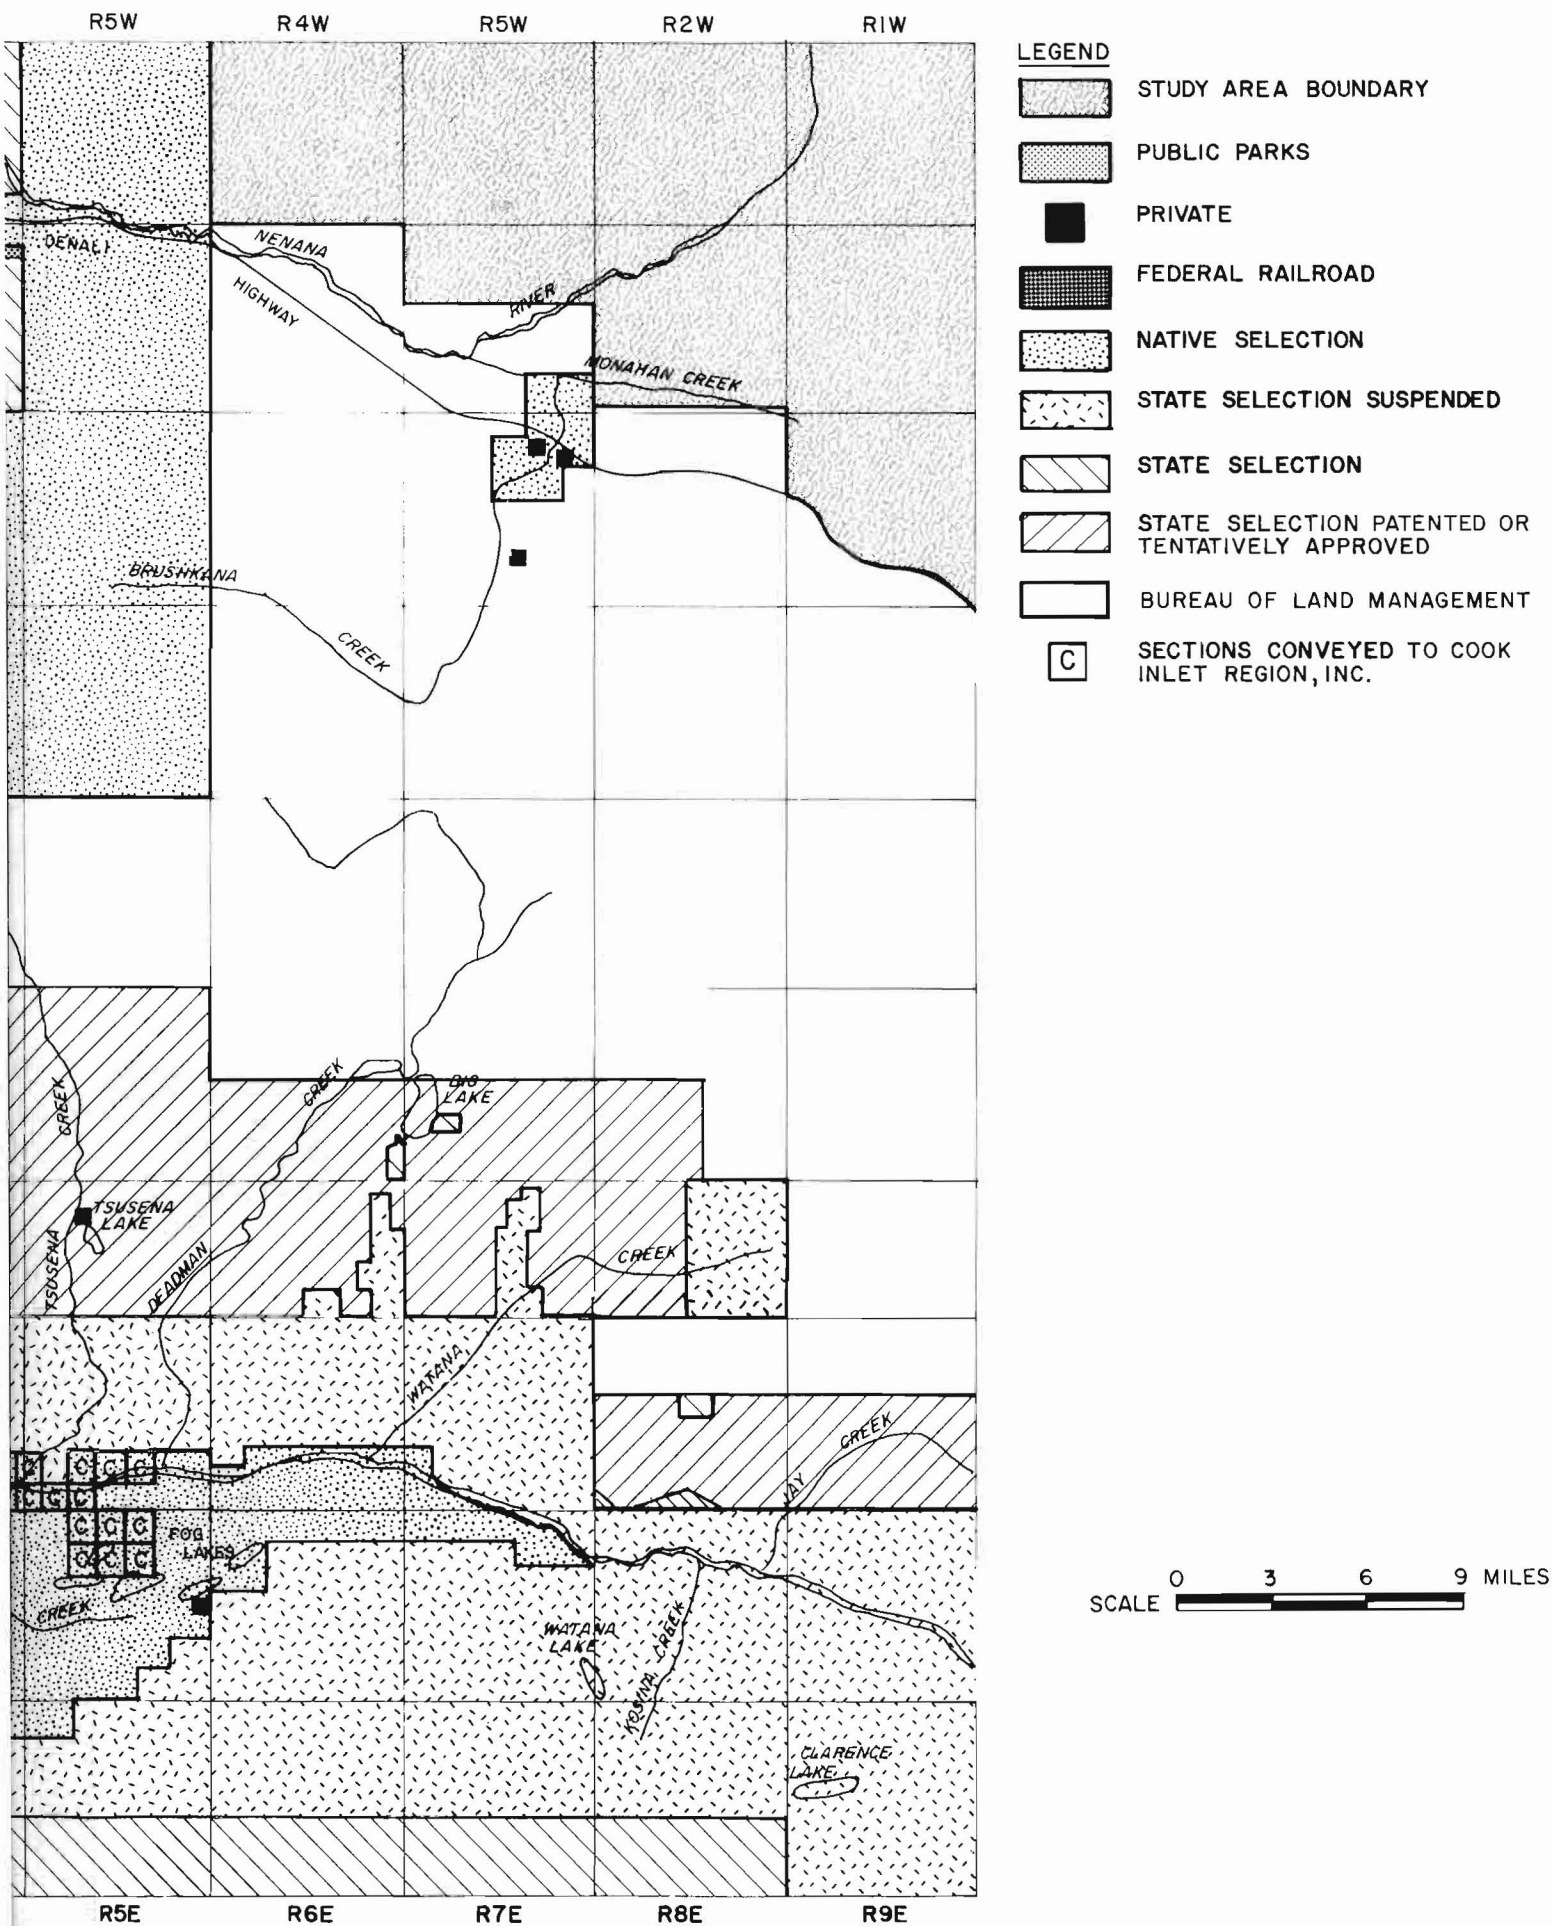 R5W R4W R5W R2W R1W
LEGEND
STUDY AREA BOUNDARY
PUBLIC PARKS
PRIVATE
FEDERAL RAILROAD
NATIVE SELECTION
STATE SELECTION SUSPENDED
STATE SELECTION
STATE SELECTION PATENTED OR
TENTATIVELY APPROVED
BUREAU OF LAND MANAGEMENT
C
SECTIONS CONVEYED TO COOK
INLET REGION, INC.
DENALI
HIGHWAY
NENANA
RIVER
MONAHAN CREEK
BRUSHKANA
CREEK
CREEK
BIG
LAKE
CREEK
TSUSENA
LAKE
TSUSENA
DEADMAN
CREEK
WATANA
CREEK
JAY
C C C C
C C C
C C C
C C C
FOG
LAKES
CREEK
WATANA
LAKE
KOSINA CREEK
CLARENCE
LAKE
0 3 6 9 MILES
SCALE
R5E R6E R7E R8E R9E